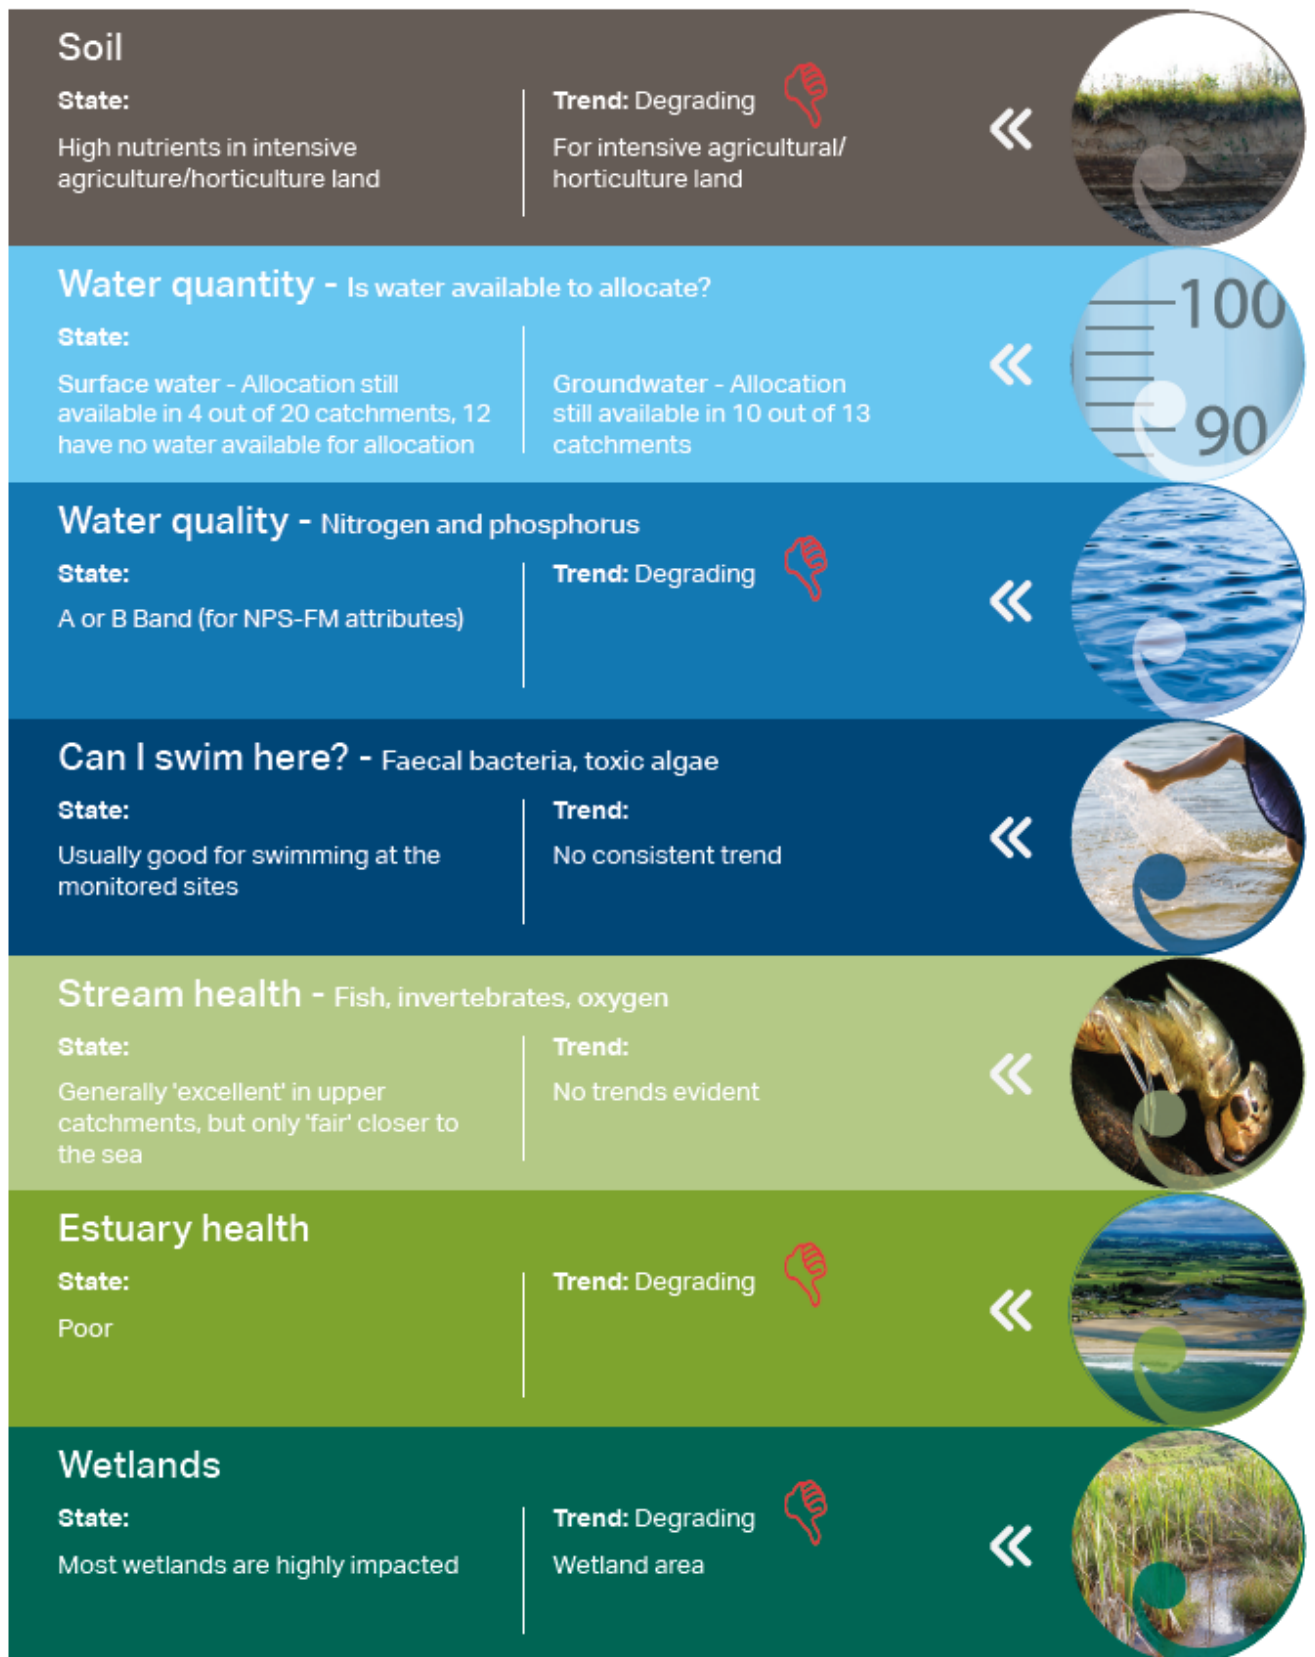 Soil
State:
High nutrients in intensive
agriculture/horticulture land
Trend: Degrading
For intensive agricultural/
horticulture land
Water quantity - Is water available to allocate?
State:
Surface water - Allocation still
available in 4 out of 20 catchments, 12
have no water available for allocation
Groundwater - Allocation
still available in 10 out of 13
catchments
100
90
Water quality - Nitrogen and phosphorus
State:
A or B Band (for NPS-FM attributes)
Trend: Degrading
Can I swim here? - Faecal bacteria, toxic algae
State:
Usually good for swimming at the
monitored sites
Trend:
No consistent trend
Stream health - Fish, invertebrates, oxygen
State:
Generally 'excellent' in upper
catchments, but only 'fair' closer to
the sea
Trend:
No trends evident
Estuary health
State:
Poor
Trend: Degrading
Wetlands
State:
Most wetlands are highly impacted
Trend: Degrading
Wetland area